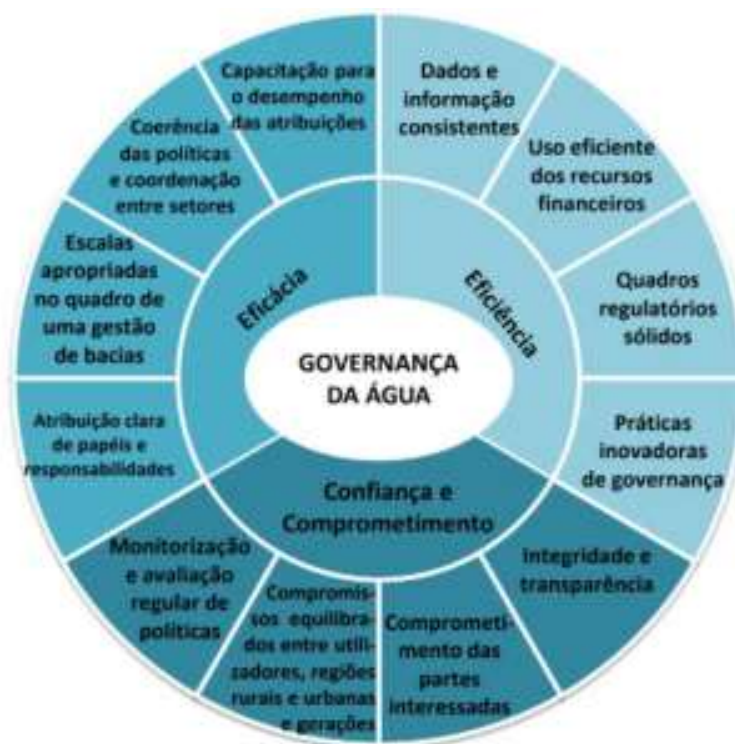 GOVERNANÇA
DA ÁGUA
Eficácia
Eficiência
Confiança e
Comprometimento
Capacitação para
o desempenho
das atribuições
Dados e
informação
consistentes
Uso eficiente
dos recursos
financeiros
Quadros
regulatórios
sólidos
Práticas
inovadoras
de governança
Integridade e
transparência
Comprometi-
mento das
partes
interessadas
Compromis-
sos equilibra-
dos entre utili-
zadores, regiões
rurais e urbanas
e gerações
Monitorização
e avaliação
regular de
políticas
Atribuição clara
de papéis e
responsabilidades
Escalas
apropriadas
no quadro de
uma gestão
de bacias
Coerência
das políticas
e coordenação
entre setores